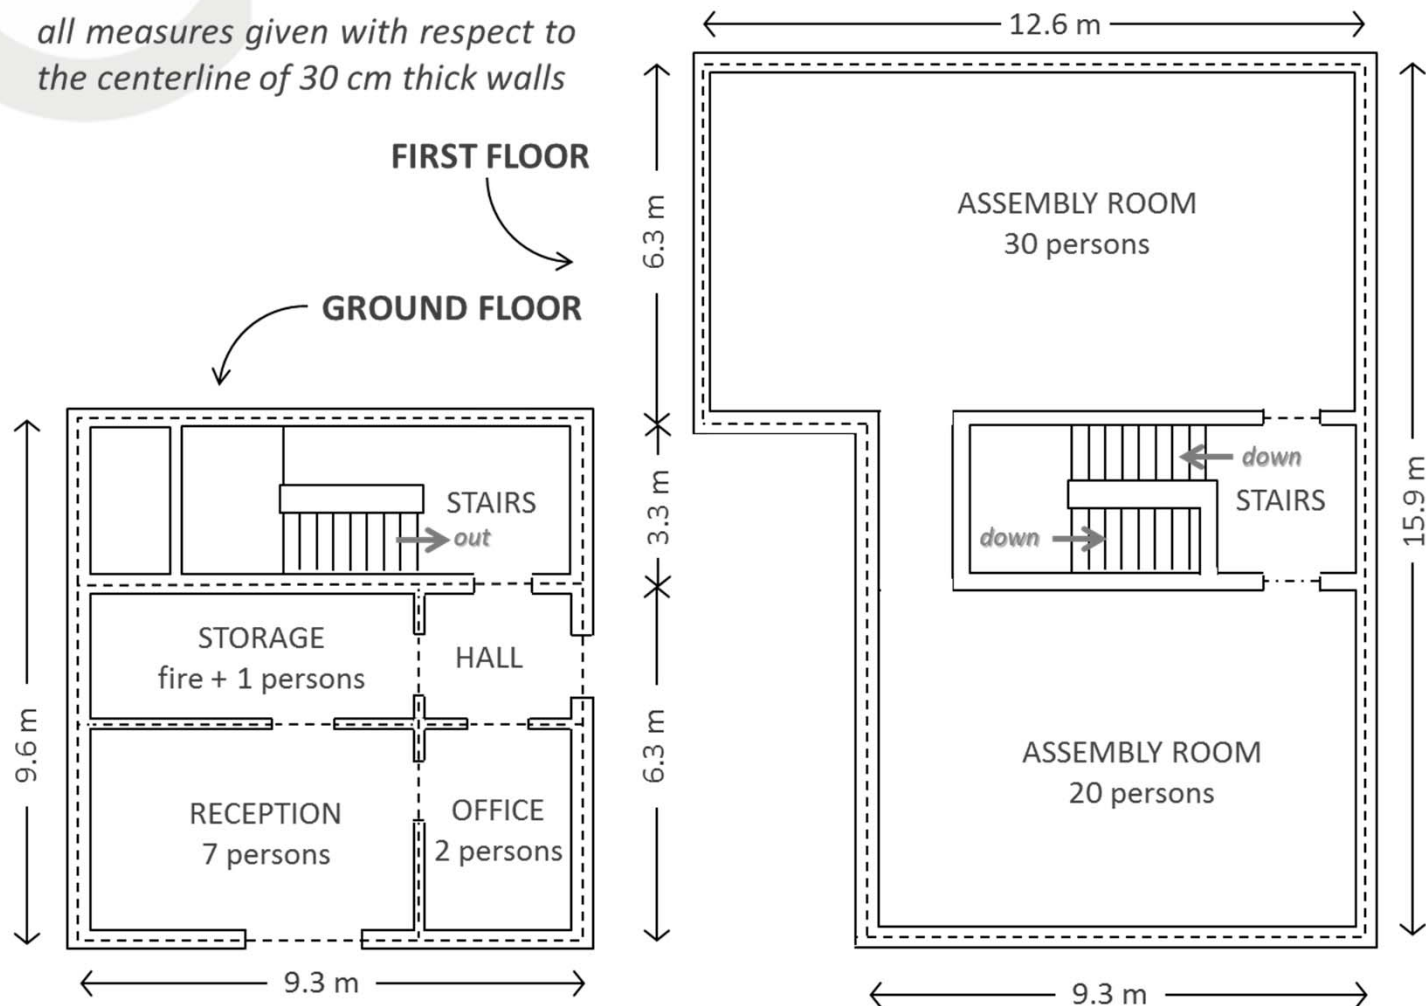 all measures given with respect to
the centerline of 30 cm thick walls
FIRST FLOOR
GROUND FLOOR
9.6 m
STAIRS
out
STORAGE
fire + 1 persons
HALL
RECEPTION
7 persons
OFFICE
2 persons
9.3 m
12.6 m
6.3 m
3.3 m
6.3 m
ASSEMBLY ROOM
30 persons
down
STAIRS
down
15.9 m
ASSEMBLY ROOM
20 persons
9.3 m